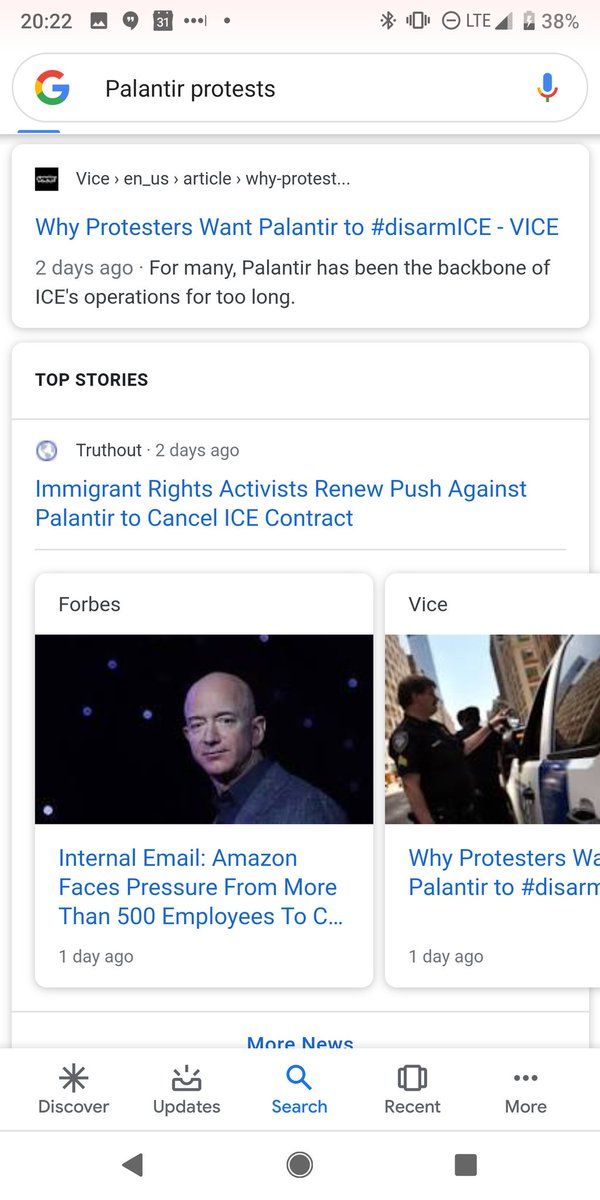 20:22 31 LTE 38%
Palantir protests
Vice › en_us › article › why-protest...
Why Protesters Want Palantir to #disarmICE - VICE
2 days ago · For many, Palantir has been the backbone of
ICE's operations for too long.
TOP STORIES
Truthout · 2 days ago
Immigrant Rights Activists Renew Push Against
Palantir to Cancel ICE Contract
Forbes
Internal Email: Amazon
Faces Pressure From More
Than 500 Employees To C...
1 day ago
Vice
Why Protesters Wa
Palantir to #disarm
1 day ago
More News
Discover Updates Search Recent More